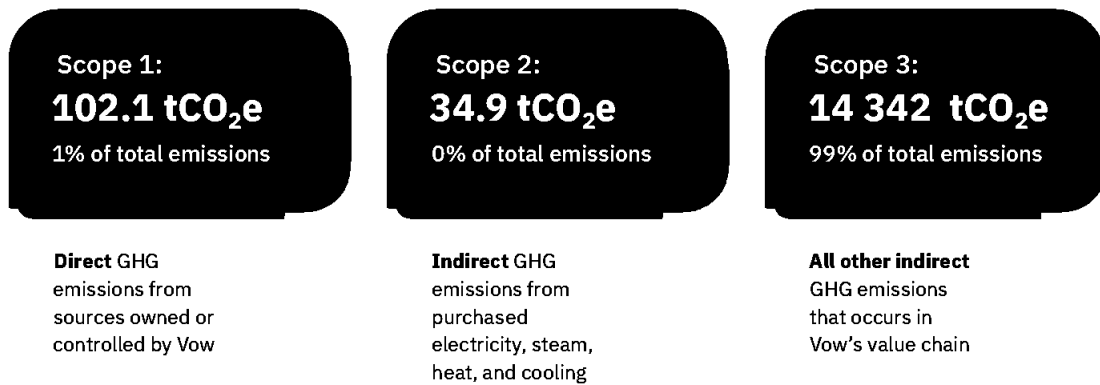 Scope 1:
102.1 tCO₂e
1% of total emissions
Direct GHG
emissions from
sources owned or
controlled by Vow
Scope 2:
34.9 tCO₂e
0% of total emissions
Indirect GHG
emissions from
purchased
electricity, steam,
heat, and cooling
Scope 3:
14 342 tCO₂e
99% of total emissions
All other indirect
GHG emissions
that occurs in
Vow's value chain